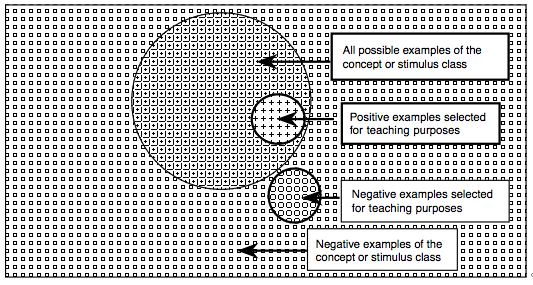 All possible examples of the
concept or stimulus class
Positive examples selected
for teaching purposes
Negative examples selected
for teaching purposes
Negative examples of the
concept or stimulus class